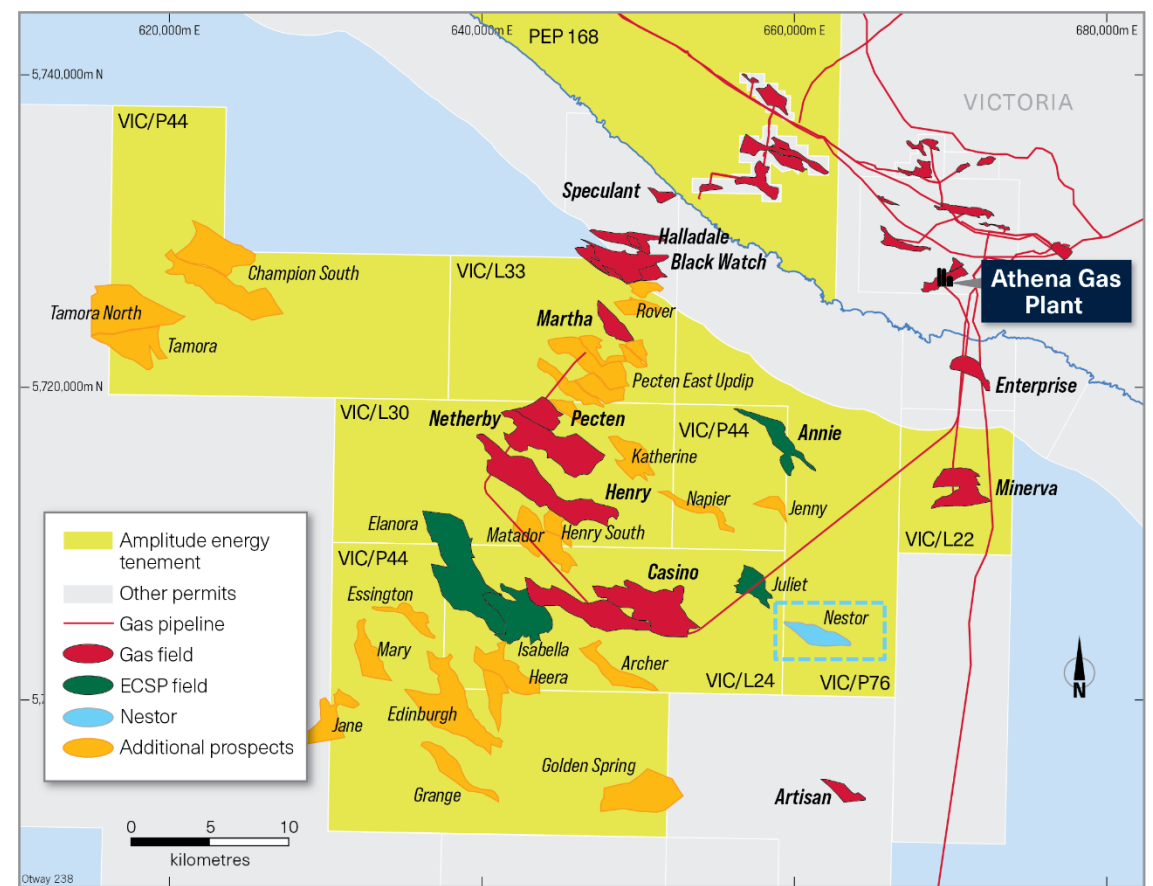 620,000m E
640,000m E
660,000m E
680,000m E
PEP 168
5,740,000m N
VICTORIA
VIC/P44
Speculant
Halladale
Black Watch
VIC/L33
Champion South
Athena Gas
Plant
Tamora North
Rover
Martha
Tamora
Pecten East Updip
5,720,000m N
Enterprise
VIC/L30
Netherby
Pecten
VIC/P44
Annie
Katherine
Henry
Napier
Jenny
Minerva
Elanora
Matador
Henry South
VIC/L22
VIC/P44
Casino
Juliet
Essington
Nestor
Mary
Isabella
Archer
Heera
VIC/L24
VIC/P76
Edinburgh
Jane
Golden Spring
Grange
Artisan
Amplitude energy
tenement
Other permits
Gas pipeline
Gas field
ECSP field
Nestor
Additional prospects
N
0 5 10
kilometres
Otway 238